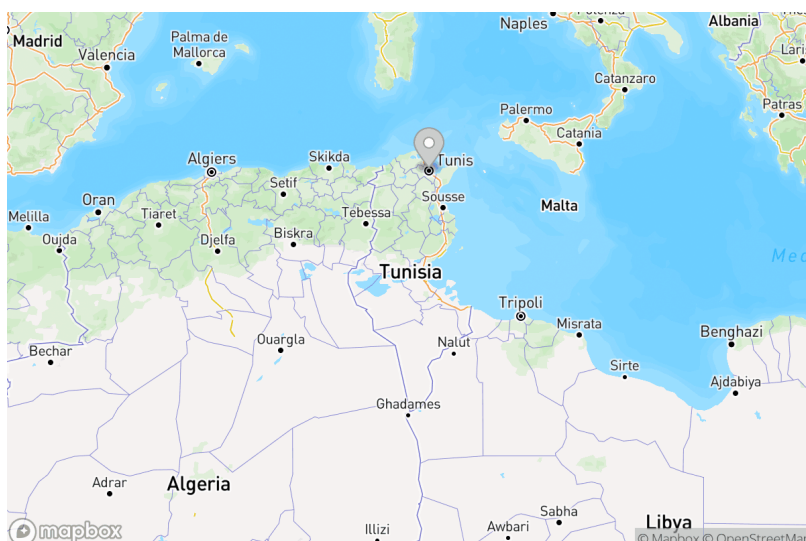 Naples
Albania
Madrid
Palma de
Mallorca
Valencia
Catanzaro
Palermo
Patras
Catania
Algiers
Skikda
Tunis
Setif
Oran
Sousse
Malta
Melilla
Tiaret
Tebessa
Oujda
Djelfa
Biskra
Tunisia
Tripoli
Misrata
Benghazi
Ouargla
Nalut
Bechar
Sirte
Ajdabiya
Ghadames
Adrar
Algeria
Sabha
Libya
Illizi
Awbari
mapbox
© Mapbox © OpenStreetMap